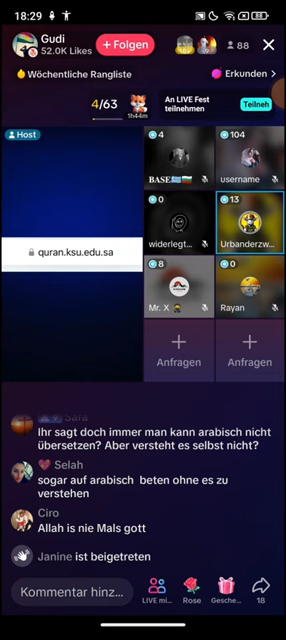 18:29
88
Gudi
52.0K Likes
+ Folgen
88
Wöchentliche Rangliste
Erkunden >
4/63
1h44m
An LIVE Fest
teilnehmen
Teilneh
Host
4
104
BASE
username
quran.ksu.edu.sa
0
13
widerlegt...
Urbanderzw...
8
0
Mr. X
Rayan
Anfragen
Anfragen
Sara
Ihr sagt doch immer man kann arabisch nicht
übersetzen? Aber versteht es selbst nicht?
Selah
sogar auf arabisch beten ohne es zu
verstehen
Ciro
Allah is nie Mals gott
Janine ist beigetreten
Kommentar hinz...
LIVE mi...
Rose
Gesche...
18